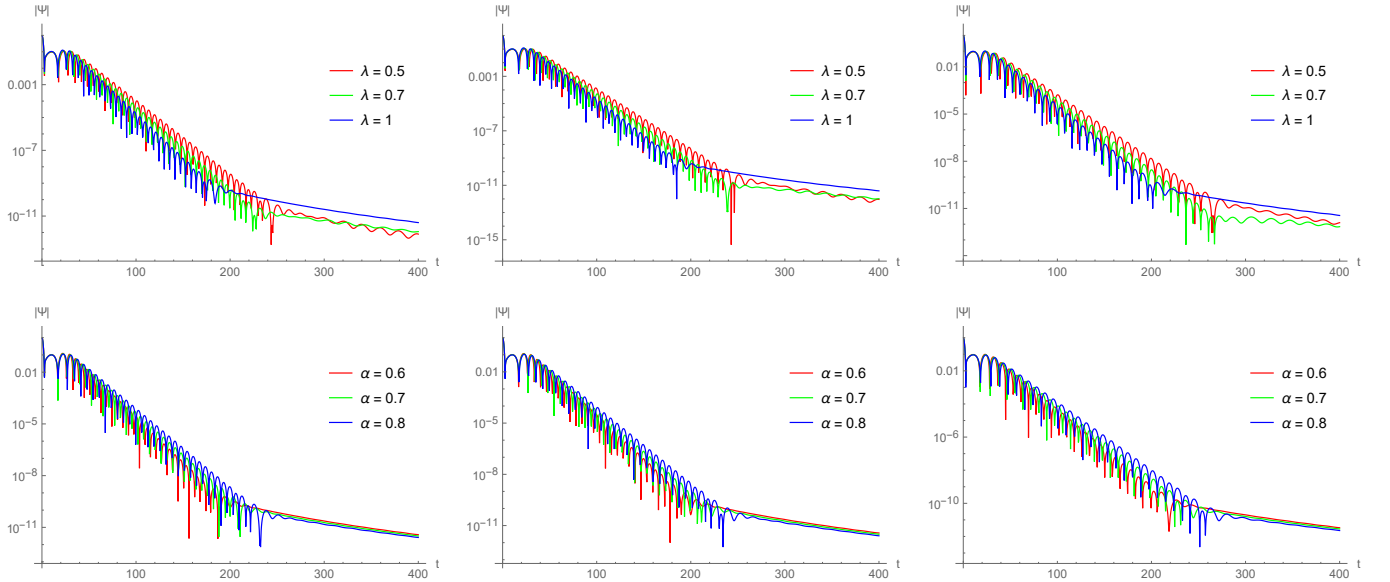 |Ψ|
0.001
10⁻⁷
10⁻¹¹
100 200 300 400 t
λ = 0.5
λ = 0.7
λ = 1
|Ψ|
0.001
10⁻⁷
10⁻¹¹
10⁻¹⁵
100 200 300 400 t
λ = 0.5
λ = 0.7
λ = 1
|Ψ|
0.01
10⁻⁵
10⁻⁸
10⁻¹¹
100 200 300 400 t
λ = 0.5
λ = 0.7
λ = 1
|Ψ|
0.01
10⁻⁵
10⁻⁸
10⁻¹¹
100 200 300 400 t
α = 0.6
α = 0.7
α = 0.8
|Ψ|
0.01
10⁻⁵
10⁻⁸
10⁻¹¹
100 200 300 400 t
α = 0.6
α = 0.7
α = 0.8
|Ψ|
0.01
10⁻⁶
10⁻¹⁰
100 200 300 400 t
α = 0.6
α = 0.7
α = 0.8